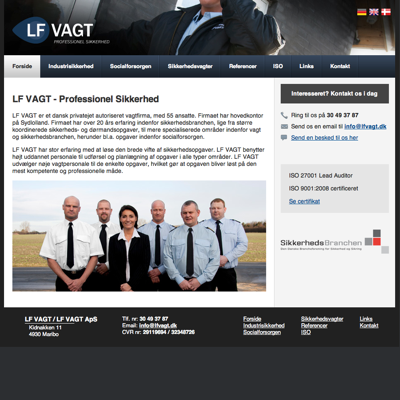 LF VAGT
PROFESSIONEL SIKKERHED
Forside Industrisikkerhed Socialforsorgen Sikkerhedsvagter Referencer ISO Links Kontakt
LF VAGT - Professionel Sikkerhed
LF VAGT er et dansk privatejet autoriseret vagtfirma, med 55 ansatte. Firmaet har hovedkontor
på Sydlolland. Firmaet har over 20 års erfaring indenfor sikkerhedsbranchen, lige fra større
koordinerede sikkerheds- og dørmandsopgaver, til mere specialiserede områder indenfor vagt
og sikkerhedsbranchen, herunder bl.a. opgaver indenfor socialforsorgen.
LF VAGT har stor erfaring med at løse den brede vifte af sikkerhedsopgaver. LF VAGT benytter
højt uddannet personale til udførsel og planlægning af opgaver i alle typer områder. LF VAGT
udvælger nøje vagtpersonale til de enkelte opgaver, hvilket gør at opgaven bliver løst på den
mest kompetente og professionelle måde.
Interesseret? Kontakt os i dag
Ring til os på 30 49 37 87
Send os en email til info@lfvagt.dk
Send en besked til os her
ISO 27001 Lead Auditor
ISO 9001:2008 certificeret
Se certifikat
SikkerhedsBranchen
LF VAGT / LF VAGT ApS
Kidnakken 11
4930 Maribo
Tlf. nr: 30 49 37 87
Email: info@lfvagt.dk
CVR nr: 29119694 / 32348728
Forside
Industrisikkerhed
Socialforsorgen
Sikkerhedsvagter
Referencer
ISO
Links
Kontakt